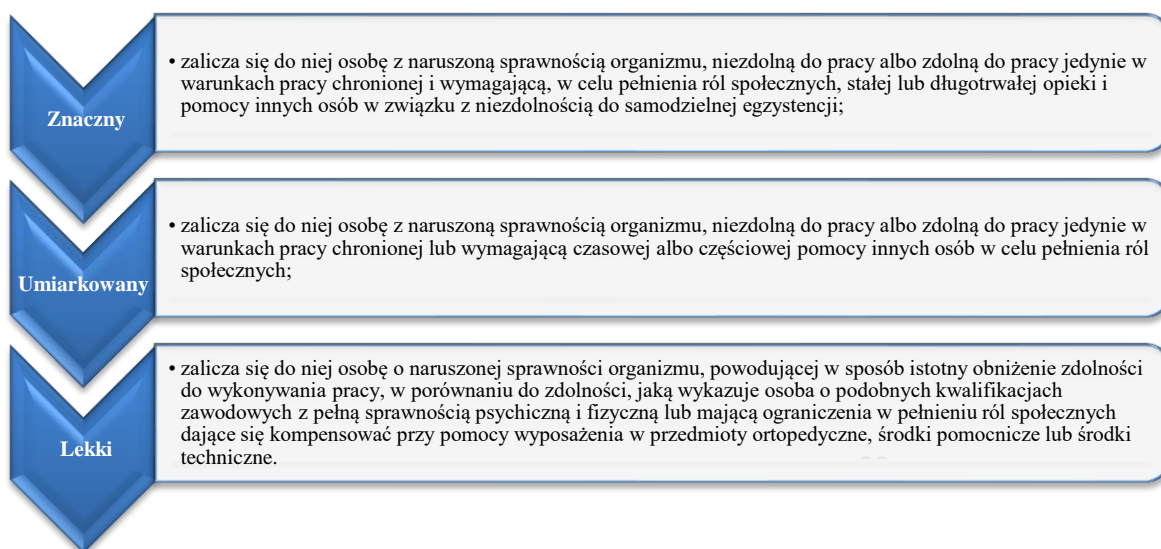 Znaczny
• zalicza się do niej osobę z naruszoną sprawnością organizmu, niezdolną do pracy albo zdolną do pracy jedynie w
warunkach pracy chronionej i wymagającą, w celu pełnienia ról społecznych, stałej lub długotrwałej opieki i
pomocy innych osób w związku z niezdolnością do samodzielnej egzystencji;
Umiarkowany
• zalicza się do niej osobę z naruszoną sprawnością organizmu, niezdolną do pracy albo zdolną do pracy jedynie w
warunkach pracy chronionej lub wymagającą czasowej albo częściowej pomocy innych osób w celu pełnienia ról
społecznych;
Lekki
• zalicza się do niej osobę o naruszonej sprawności organizmu, powodującej w sposób istotny obniżenie zdolności
do wykonywania pracy, w porównaniu do zdolności, jaką wykazuje osoba o podobnych kwalifikacjach
zawodowych z pełną sprawnością psychiczną i fizyczną lub mającą ograniczenia w pełnieniu ról społecznych
dające się kompensować przy pomocy wyposażenia w przedmioty ortopedyczne, środki pomocnicze lub środki
techniczne.